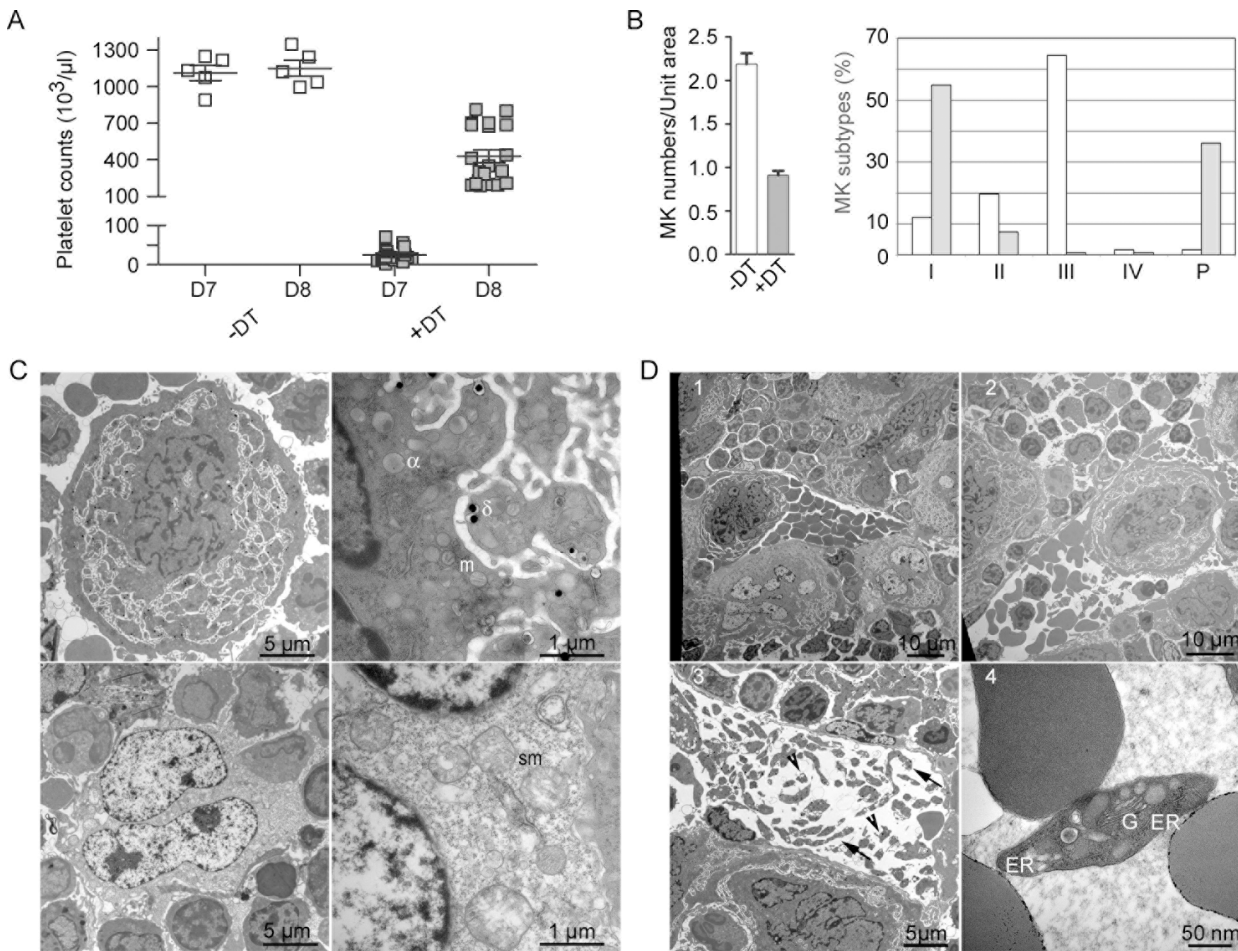 A
Platelet counts (10³/µl)
1300
1000
700
400
100
100
0
D7
D8
D7
D8
-DT
+DT
B
MK numbers/Unit area
2.5
2.0
1.5
1.0
0.5
0.0
-DT
+DT
MK subtypes (%)
70
50
30
10
0
I
II
III
IV
P
C
5 µm
α
δ
m
1 µm
5 µm
sm
1 µm
D
1
10 µm
2
10 µm
3
5µm
4
G
ER
ER
50 nm